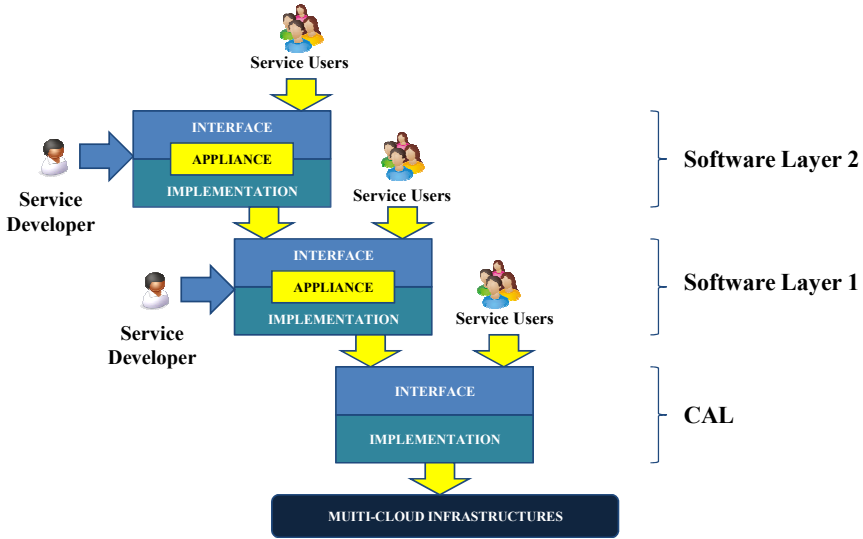 Service Users
INTERFACE
APPLIANCE
IMPLEMENTATION
Service
Developer
Software Layer 2
Service Users
INTERFACE
APPLIANCE
IMPLEMENTATION
Service
Developer
Software Layer 1
Service Users
INTERFACE
IMPLEMENTATION
CAL
MUITI-CLOUD INFRASTRUCTURES